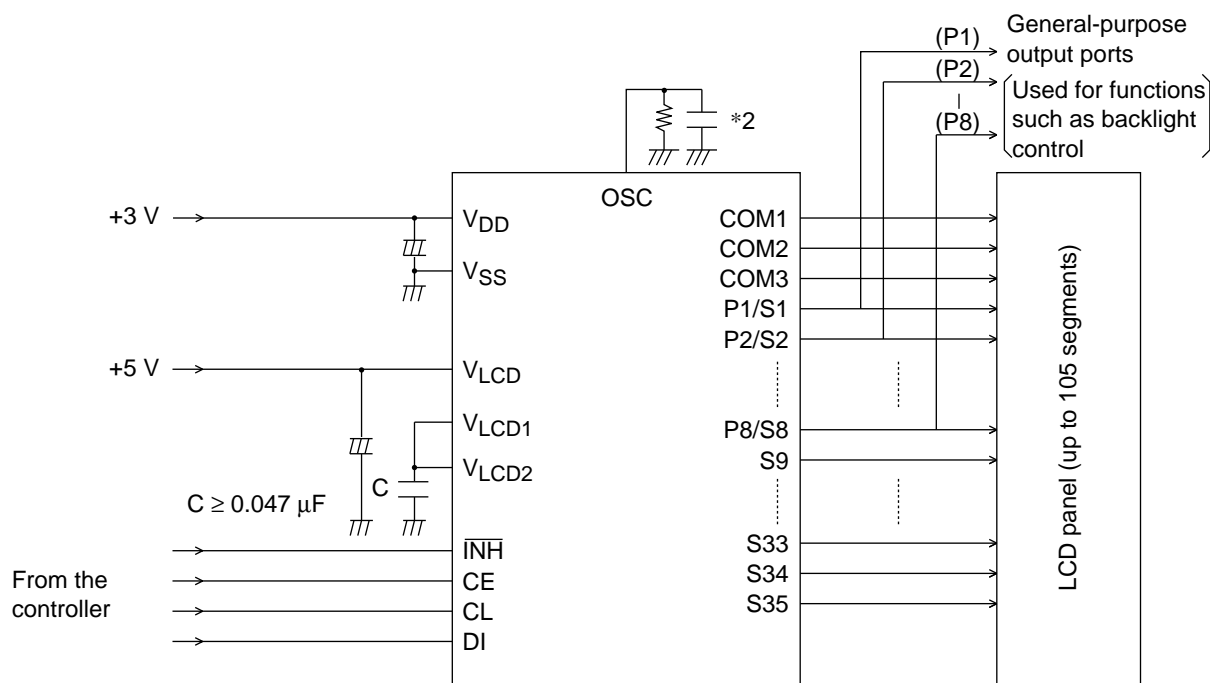 (P1)
General-purpose
output ports
(P2)
(P8)
Used for functions
such as backlight
control
*2
OSC
+3 V
VDD
VSS
+5 V
VLCD
VLCD1
VLCD2
C
C ≥ 0.047 µF
From the
controller
INH
CE
CL
DI
COM1
COM2
COM3
P1/S1
P2/S2
P8/S8
S9
S33
S34
S35
LCD panel (up to 105 segments)